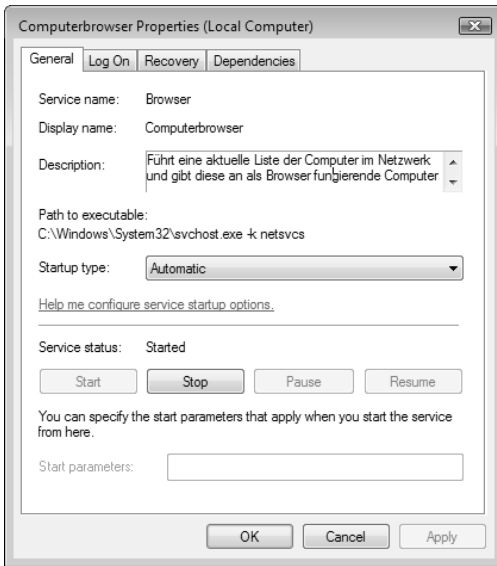 Computerbrowser Properties (Local Computer)
General Log On Recovery Dependencies
Service name: Browser
Display name: Computerbrowser
Description: Führt eine aktuelle Liste der Computer im Netzwerk
und gibt diese an als Browser fungierende Computer
Path to executable:
C:\Windows\System32\svchost.exe -k netsvcs
Startup type: Automatic
Help me configure service startup options.
Service status: Started
Start Stop Pause Resume
You can specify the start parameters that apply when you start the service
from here.
Start parameters:
OK Cancel Apply